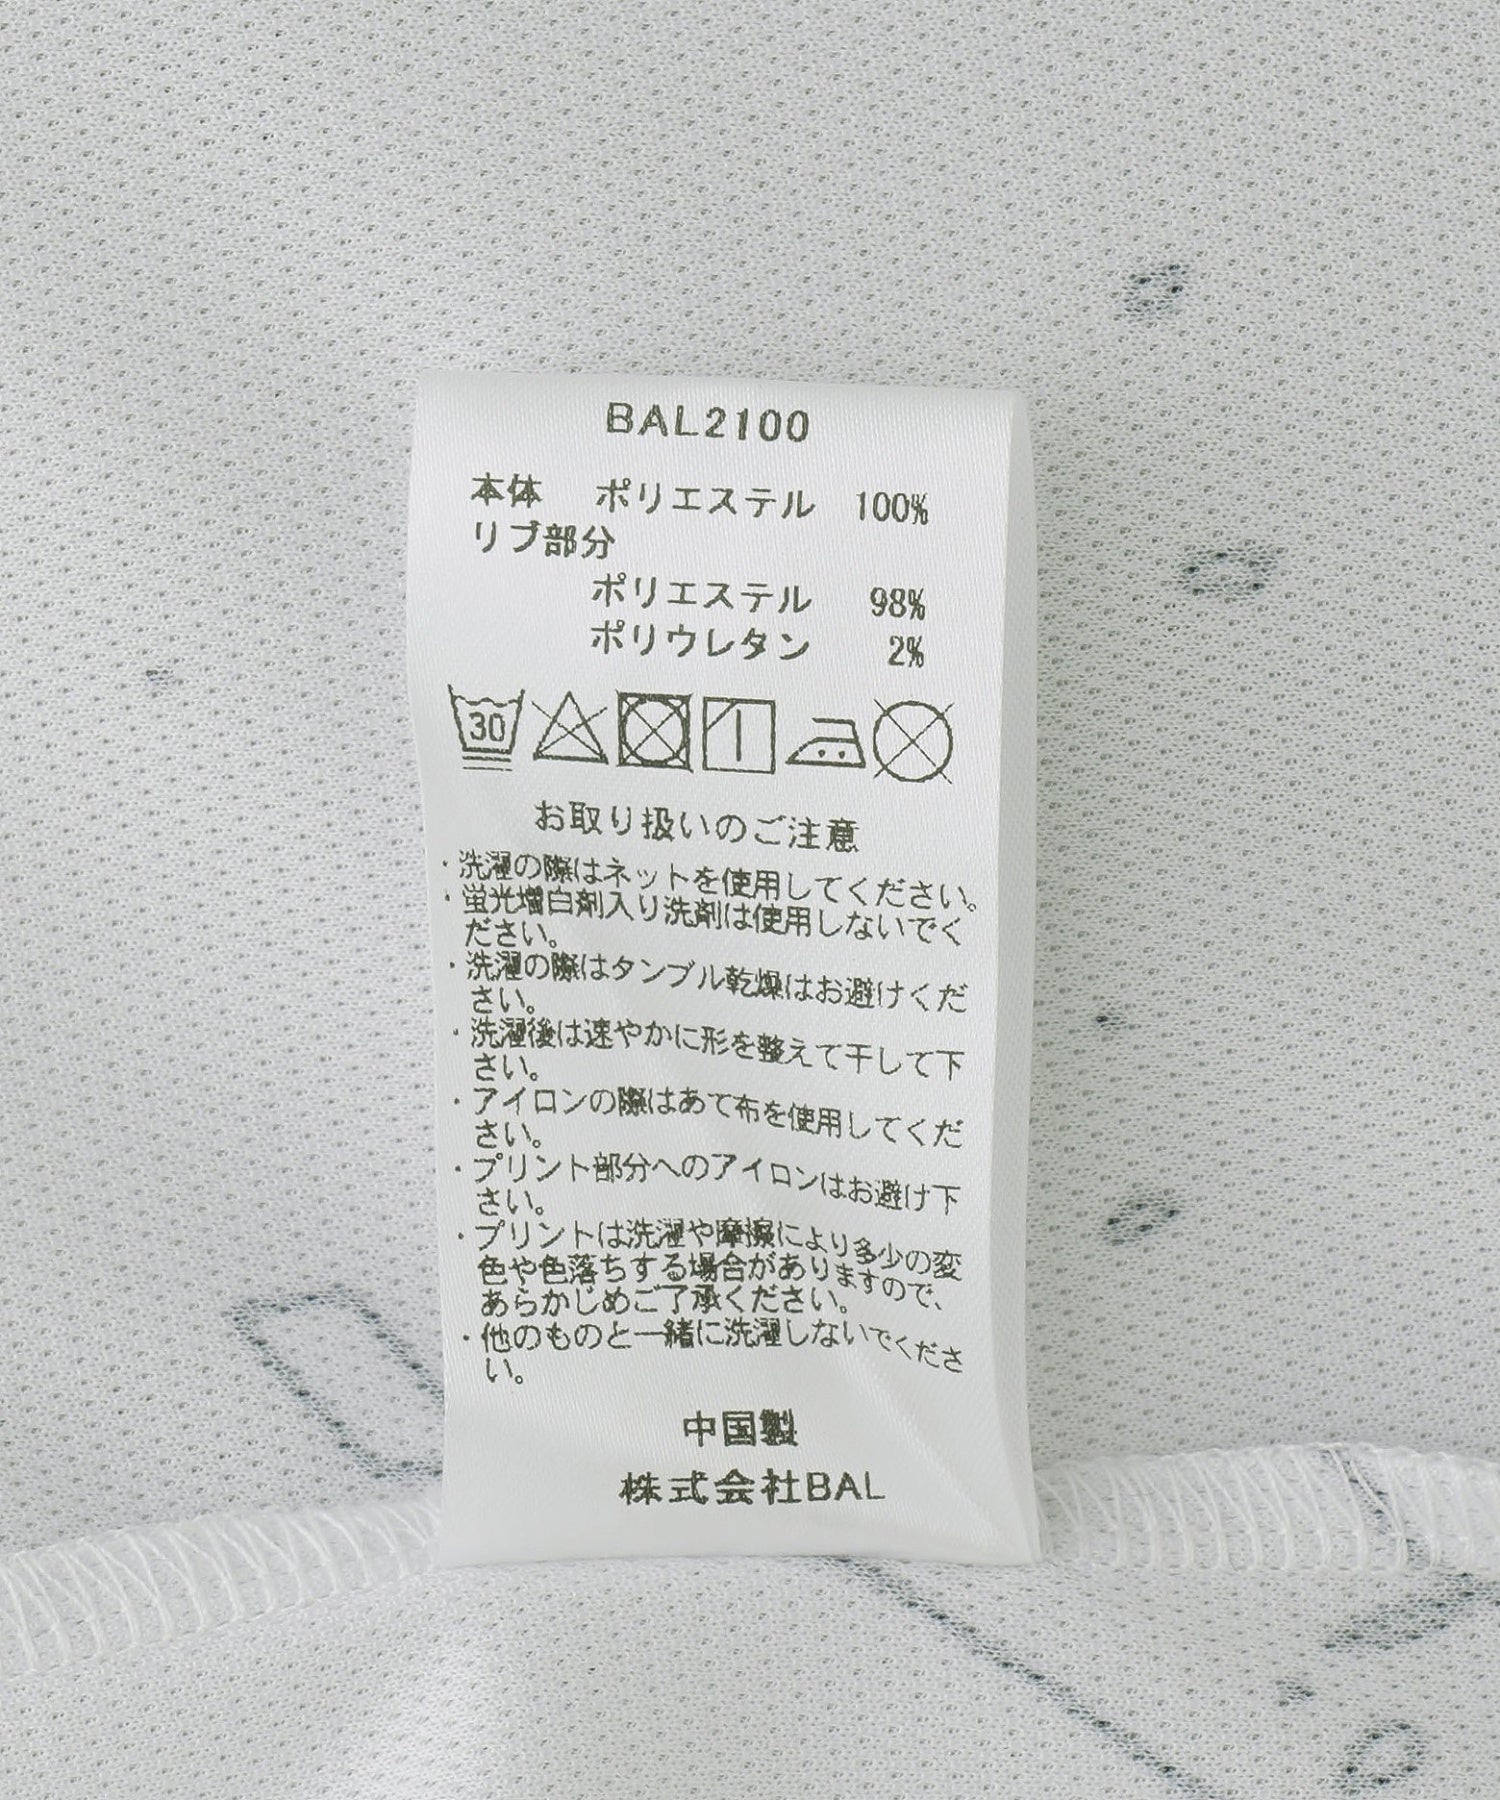 BAL2100
本体 ポリエステル 100%
リブ部分
ポリエステル 98%
ポリウレタン 2%
30
お取り扱いのご注意
・洗濯の際はネットを使用してください。
・蛍光増白剤入り洗剤は使用しないでく
ださい。
・洗濯の際はタンブル乾燥はお避けくだ
さい。
・洗濯後は速やかに形を整えて干して下
さい。
・アイロンの際はあて布を使用してくだ
さい。
・プリント部分へのアイロンはお避け下
さい。
・プリントは洗濯や摩擦により多少の変
色や色落ちする場合がありますので、
あらかじめご了承ください。
・他のものと一緒に洗濯しないでくださ
い。
中国製
株式会社BAL